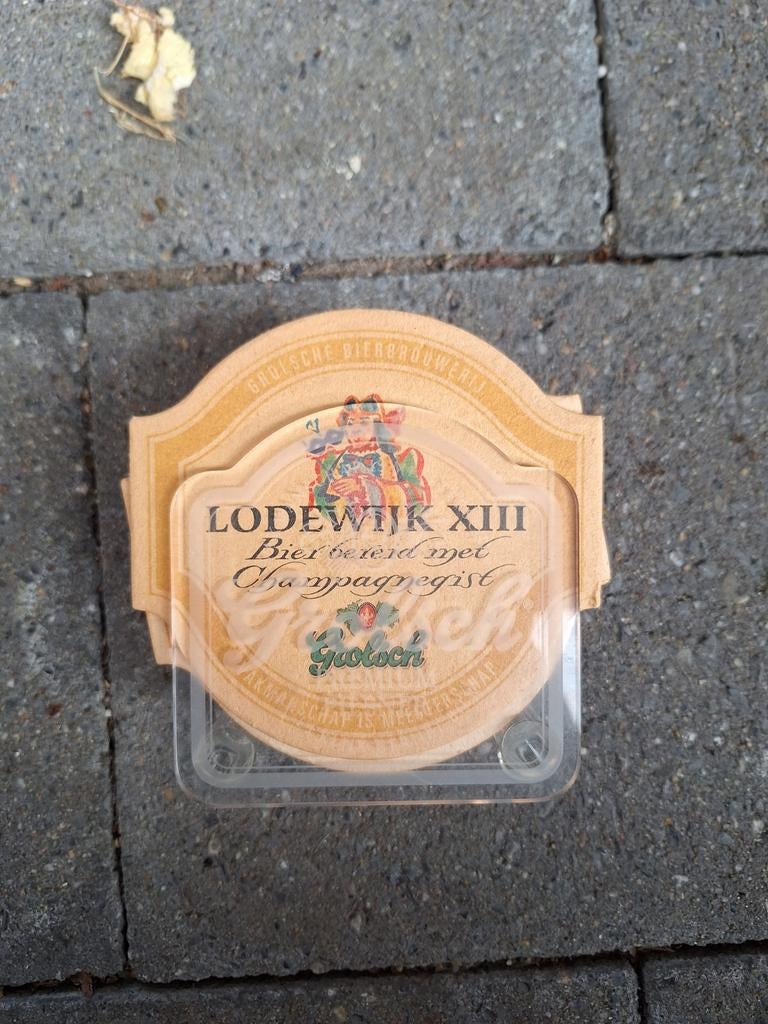 GROLSCHE BIERBROUWERIJ
LODEWIJK XIII
Bier bereid met
Champagnegist
Grolsch
Grolsch
VAKMANSCHAP IS MEESTERSCHAP